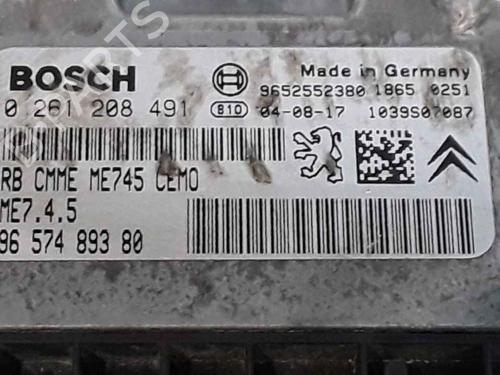 BOSCH
Made in Germany
9652552380 1865 0251
0 261 208 491
B10 04-08-17 1039S07087
RB CMME ME745 CEMO
ME7.4.5
96 574 893 80